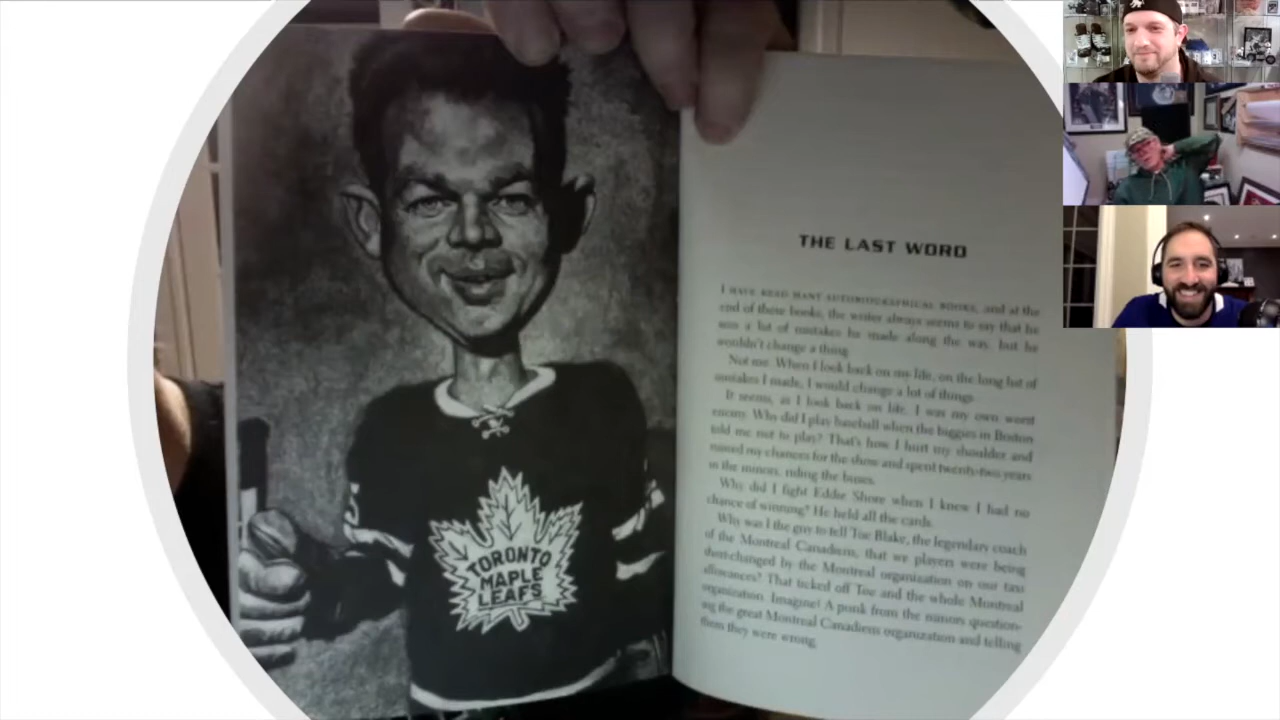 TORONTO
MAPLE
LEAFS
THE LAST WORD
I HAVE READ MANY AUTOBIOGRAPHICAL BOOKS, and at the
end of these books, the writer always seems to say that he
won a lot of mistakes he made along the way, but he
wouldn't change a thing.
Not me. When I look back on my life, on the long list of
mistakes I made, I would change a lot of things.
It seems, as I look back on life, I was my own worst
enemy. Why did I play baseball when the biggies in Boston
told me not to play? That's how I hurt my shoulder and
missed my chances for the show and spent twenty-two years
in the minors, riding the buses.
Why did I fight Eddie Shore when I knew I had no
chance of winning? He held all the cards.
Why was I the guy to tell Toe Blake, the legendary coach
of the Montreal Canadiens, that we players were being
short-changed by the Montreal organization on our taxi
allowances? That ticked off Toe and the whole Montreal
organization. Imagine! A punk from the minors question-
ing the great Montreal Canadiens organization and telling
them they were wrong.